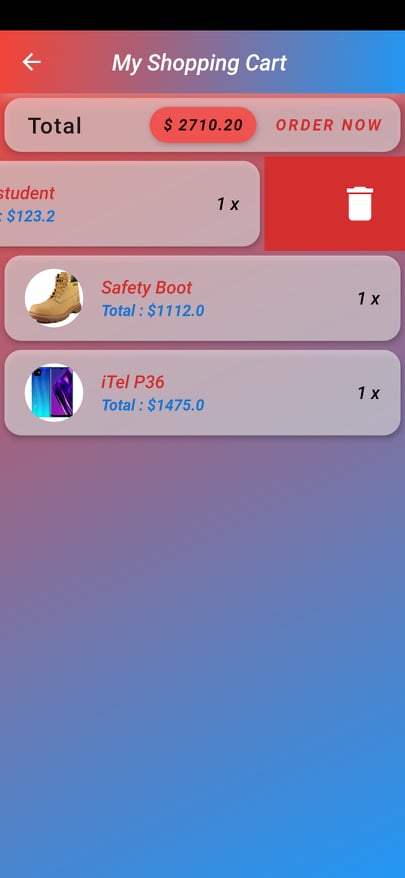 My Shopping Cart
Total $ 2710.20 ORDER NOW
student
: $123.2
1 x
Safety Boot
Total : $1112.0
1 x
iTel P36
Total : $1475.0
1 x